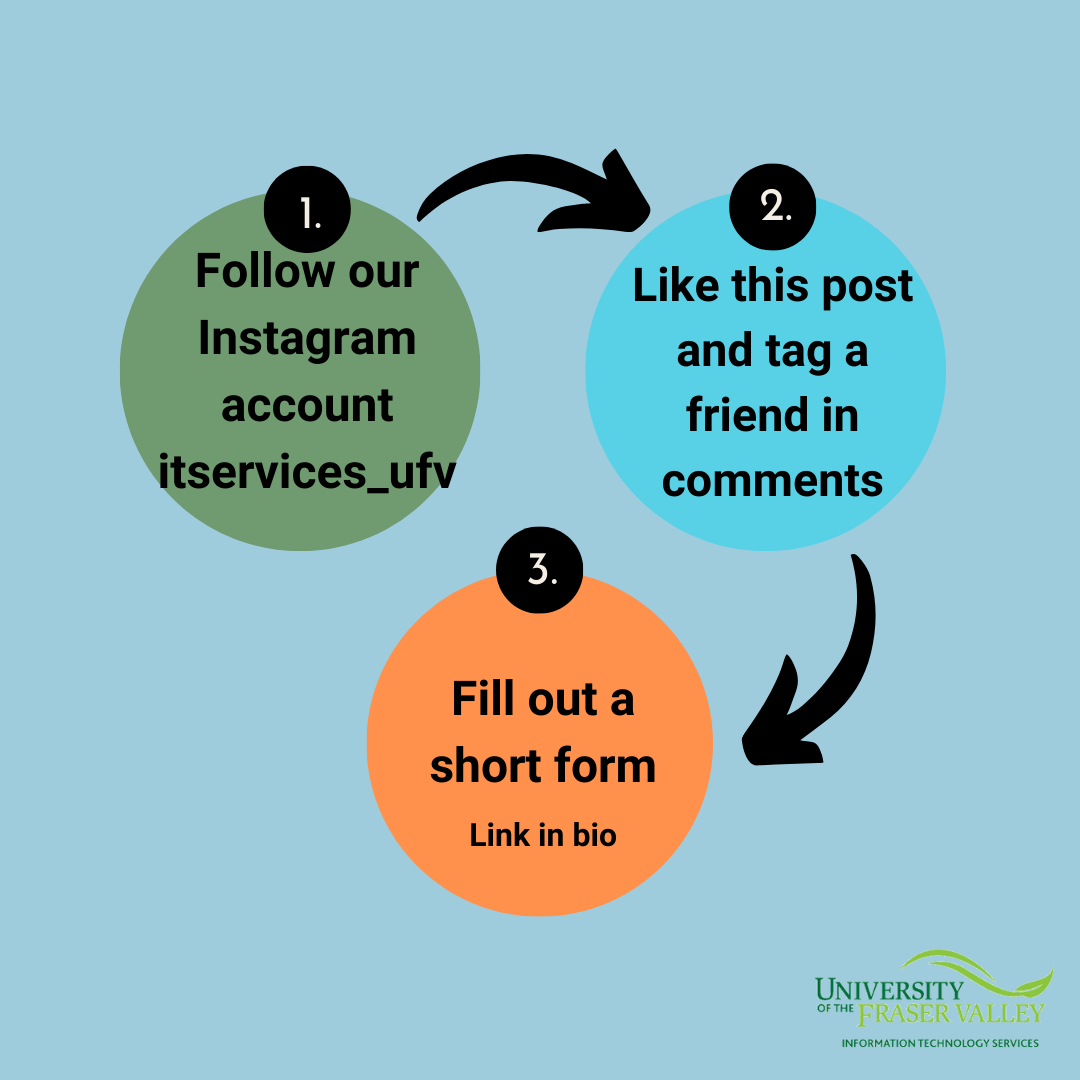 1.
Follow our
Instagram
account
itservices_ufv
2.
Like this post
and tag a
friend in
comments
3.
Fill out a
short form
Link in bio
UNIVERSITY
OF THE FRASER VALLEY
INFORMATION TECHNOLOGY SERVICES